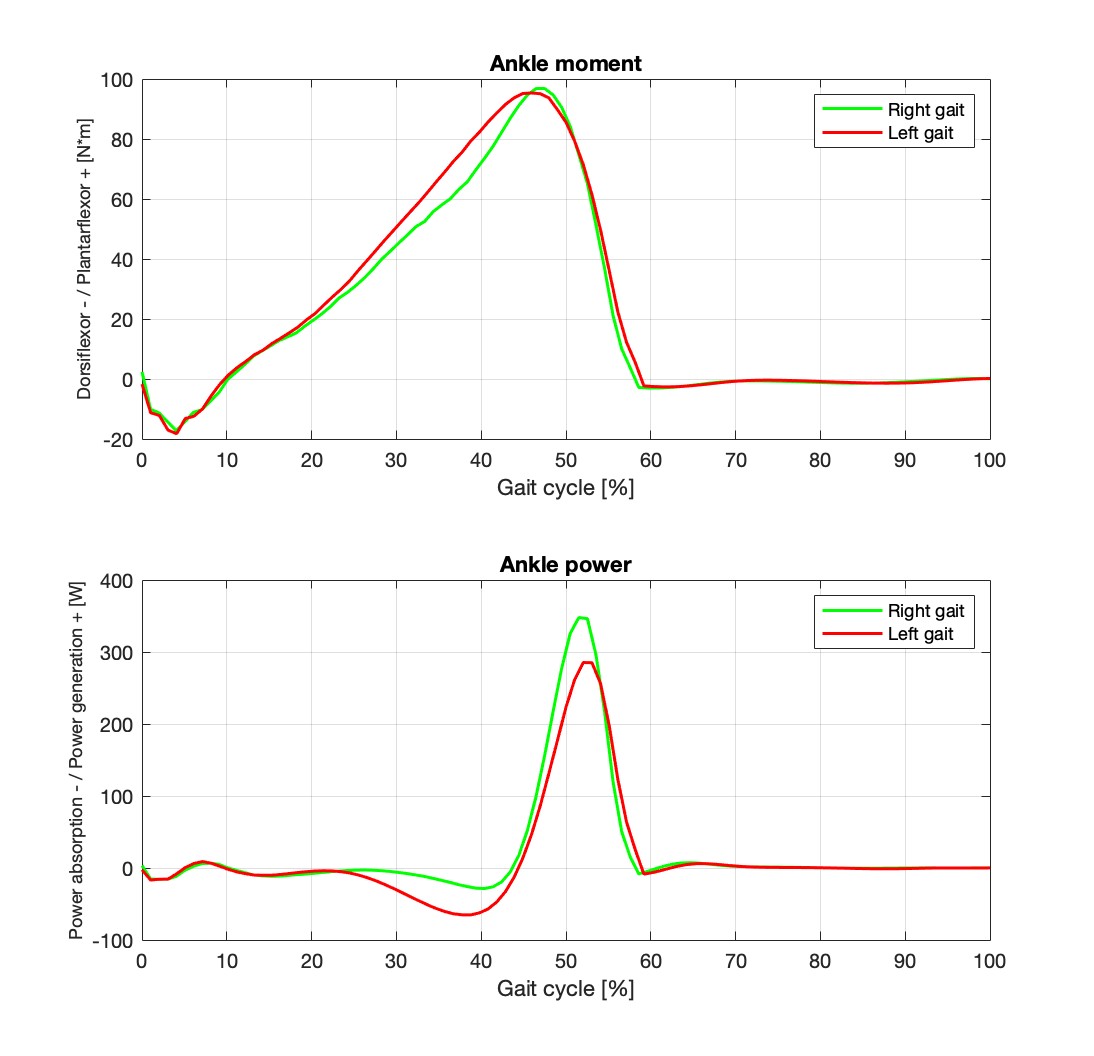 Ankle moment
100
80
60
40
20
0
-20
Dorsiflexor - / Plantarflexor + [N*m]
Right gait
Left gait
0 10 20 30 40 50 60 70 80 90 100
Gait cycle [%]
Ankle power
400
300
200
100
0
-100
Power absorption - / Power generation + [W]
Right gait
Left gait
0 10 20 30 40 50 60 70 80 90 100
Gait cycle [%]